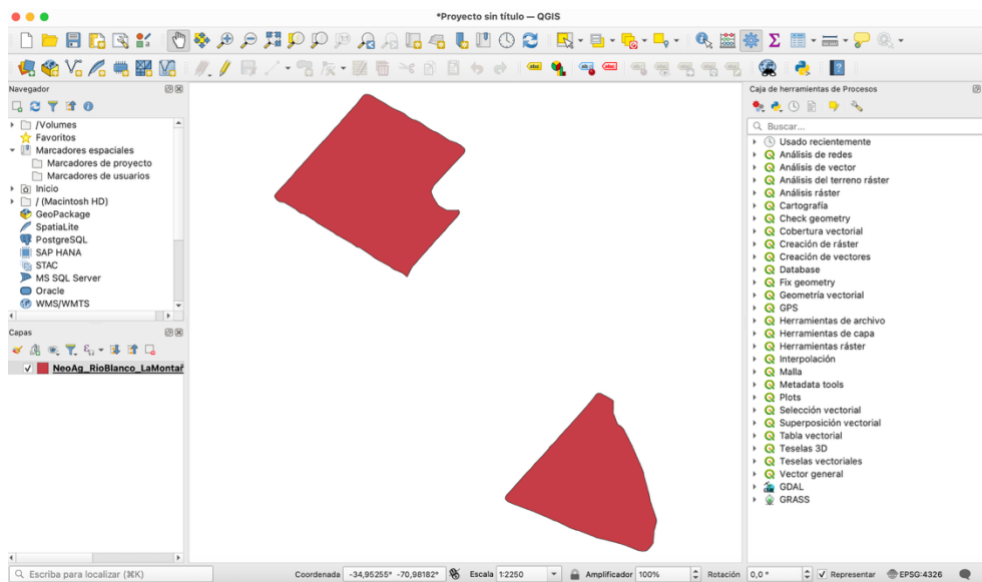 *Proyecto sin título — QGIS
Navegador
/Volumes
Favoritos
Marcadores espaciales
Marcadores de proyecto
Marcadores de usuarios
Inicio
/ (Macintosh HD)
GeoPackage
SpatiaLite
PostgreSQL
SAP HANA
STAC
MS SQL Server
Oracle
WMS/WMTS
Capas
NeoAg_RioBlanco_LaMontañ
Caja de herramientas de Procesos
Buscar...
Usado recientemente
Análisis de redes
Análisis de vector
Análisis del terreno ráster
Análisis ráster
Cartografía
Check geometry
Cobertura vectorial
Creación de ráster
Creación de vectores
Database
Fix geometry
Geometría vectorial
GPS
Herramientas de archivo
Herramientas de capa
Herramientas ráster
Interpolación
Malla
Metadata tools
Plots
Selección vectorial
Superposición vectorial
Tabla vectorial
Teselas 3D
Teselas vectoriales
Vector general
GDAL
GRASS
Escriba para localizar (⌘K) Coordenada -34,95255° -70,98182° Escala 1:2250 Amplificador 100% Rotación 0,0 ° Representar EPSG:4326